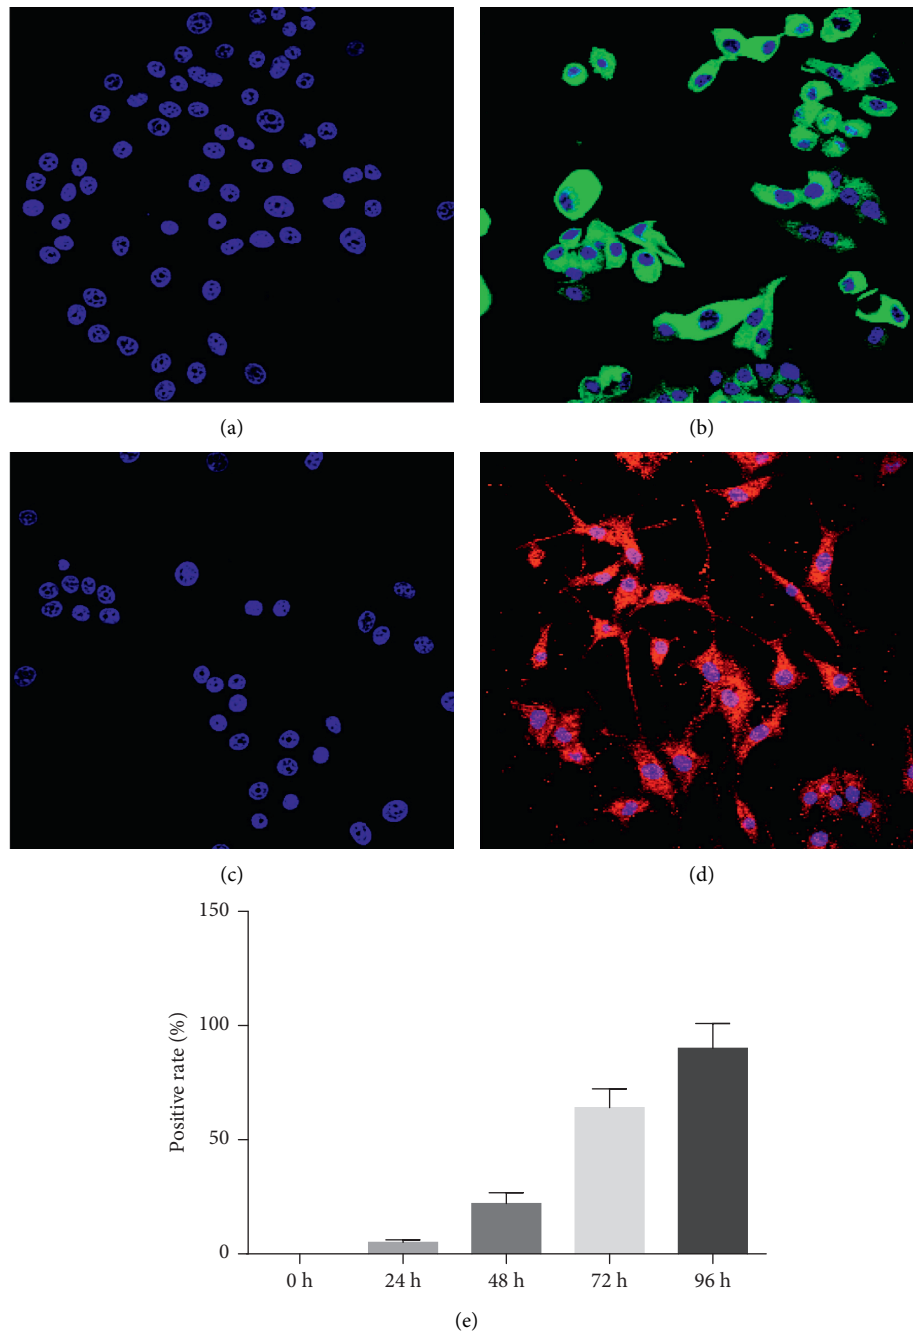 (a)
(b)
(c)
(d)
150
100
50
0
Positive rate (%)
0 h
24 h
48 h
72 h
96 h
(e)